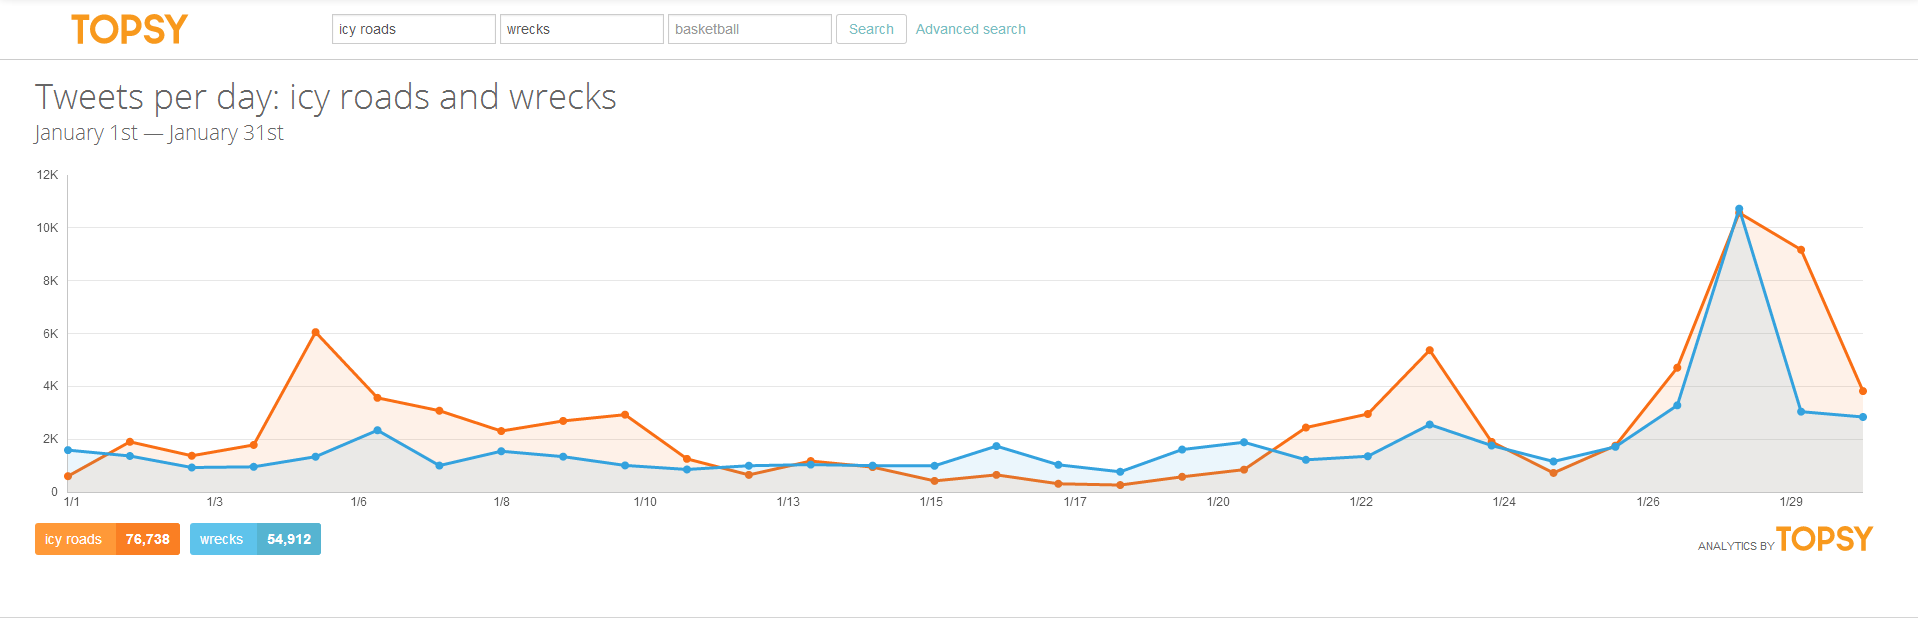 TOPSY icy roads wrecks basketball Search Advanced search
Tweets per day: icy roads and wrecks
January 1st — January 31st
12K
10K
8K
6K
4K
2K
0
1/1 1/3 1/6 1/8 1/10 1/13 1/15 1/17 1/20 1/22 1/24 1/26 1/29
icy roads 76,738 wrecks 54,912 ANALYTICS BY TOPSY